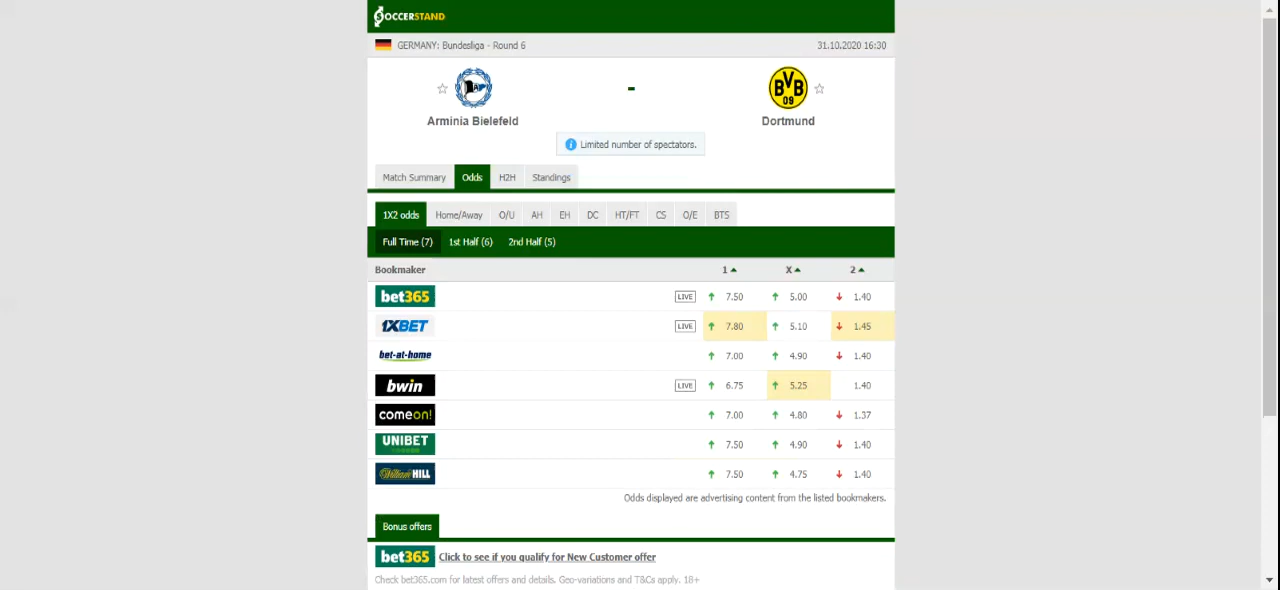 SOCCERSTAND
GERMANY: Bundesliga - Round 6 31.10.2020 16:30
BVB 09
-
Arminia Bielefeld Dortmund
Limited number of spectators.
Match Summary Odds H2H Standings
1X2 odds Home/Away O/U AH EH DC HT/FT CS O/E BTS
Full Time (7) 1st Half (6) 2nd Half (5)
Bookmaker 1 X 2
bet365 LIVE 7.50 5.00 1.40
1XBET LIVE 7.80 5.10 1.45
bet-at-home 7.00 4.90 1.40
bwin LIVE 6.75 5.25 1.40
comeon! 7.00 4.80 1.37
UNIBET 7.50 4.90 1.40
William HILL 7.50 4.75 1.40
Odds displayed are advertising content from the listed bookmakers.
Bonus offers
bet365 Click to see if you qualify for New Customer offer
Check bet365.com for latest offers and details. Geo-variations and T&Cs apply. 18+